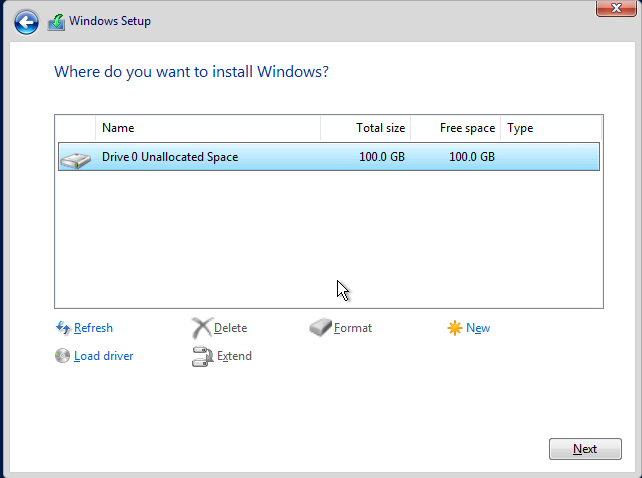 Windows Setup
Where do you want to install Windows?
Name Total size Free space Type
Drive 0 Unallocated Space 100.0 GB 100.0 GB
Refresh Delete Format New
Load driver Extend
Next